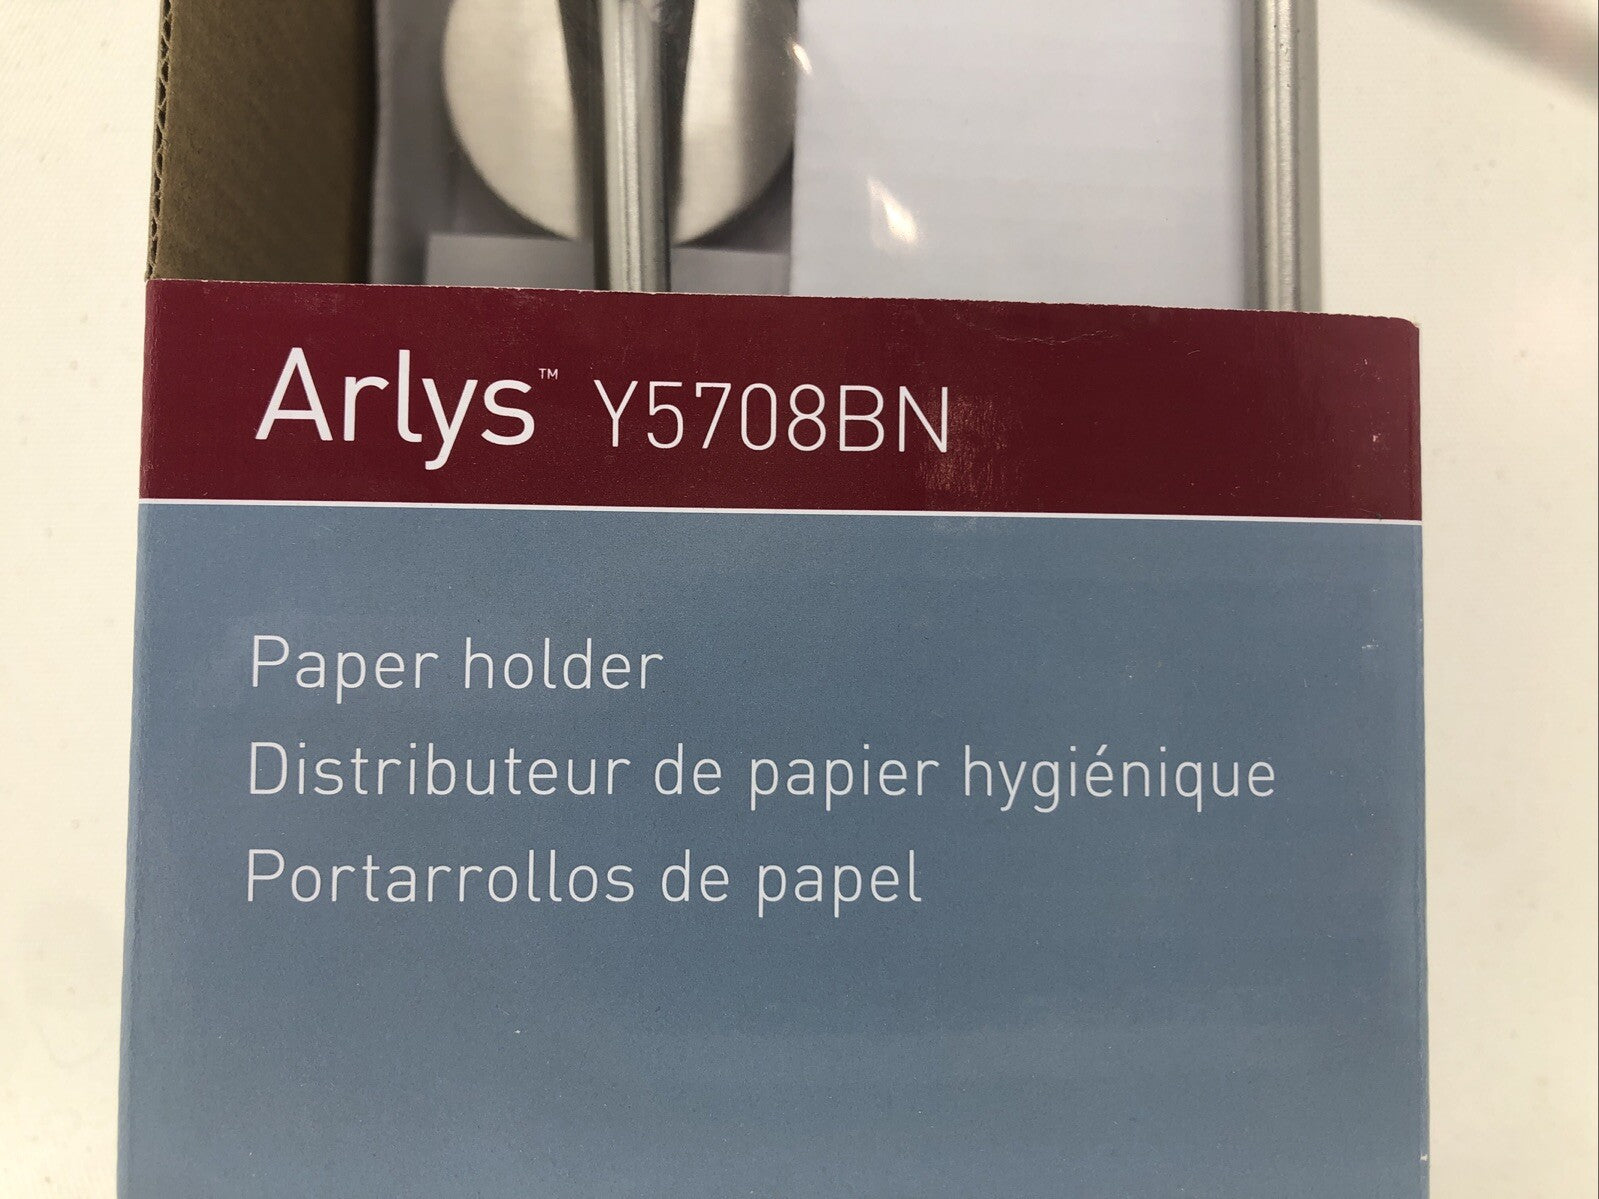 Arlys™ Y5708BN
Paper holder
Distributeur de papier hygiénique
Portarrollos de papel